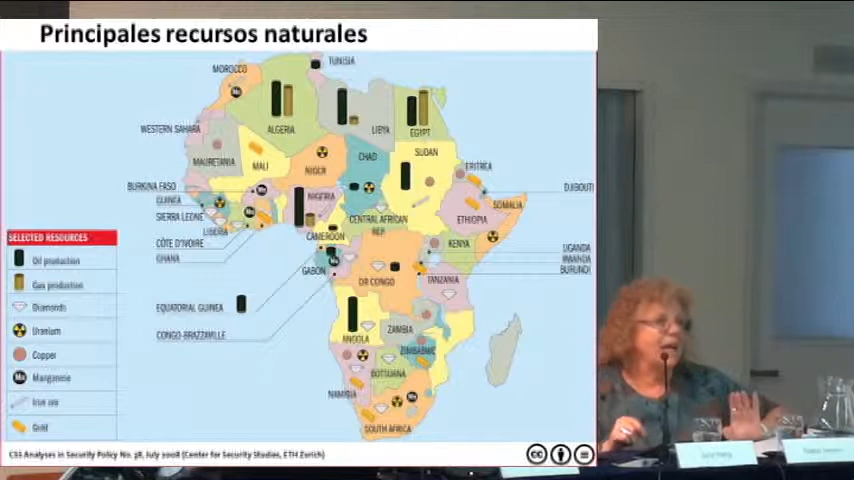 Principales recursos naturales
TUNISIA
MOROCCO
WESTERN SAHARA
ALGERIA
LIBYA
EGYPT
MAURETANIA
MALI
NIGER
CHAD
SUDAN
ERITREA
BURKINA FASO
DJIBOUTI
GUINEA
NIGERIA
SOMALIA
SIERRA LEONE
LIBERIA
CENTRAL AFRICAN
REP.
ETHIOPIA
CAMEROON
CÔTE D'IVOIRE
KENYA
UGANDA
GHANA
RWANDA
GABON
BURUNDI
DR CONGO
TANZANIA
EQUATORIAL GUINEA
CONGO-BRAZZAVILLE
ANGOLA
ZAMBIA
ZIMBABWE
BOTSWANA
NAMIBIA
SOUTH AFRICA
SELECTED RESOURCES
Oil production
Gas production
Diamonds
Uranium
Copper
Mn
Manganese
Iron ore
Gold
CSS Analyses in Security Policy No. 38, July 2008 (Center for Security Studies, ETH Zurich)
cc